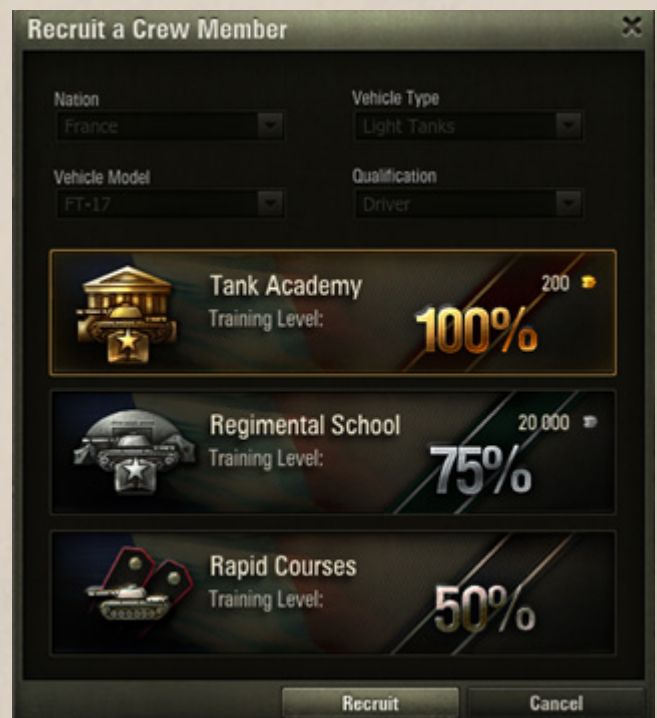 Recruit a Crew Member
Nation
Vehicle Type
France
Light Tanks
Vehicle Model
Qualification
FT-17
Driver
Tank Academy
200
Training Level:
100%
Regimental School
20 000
Training Level:
75%
Rapid Courses
Training Level:
50%
Recruit
Cancel